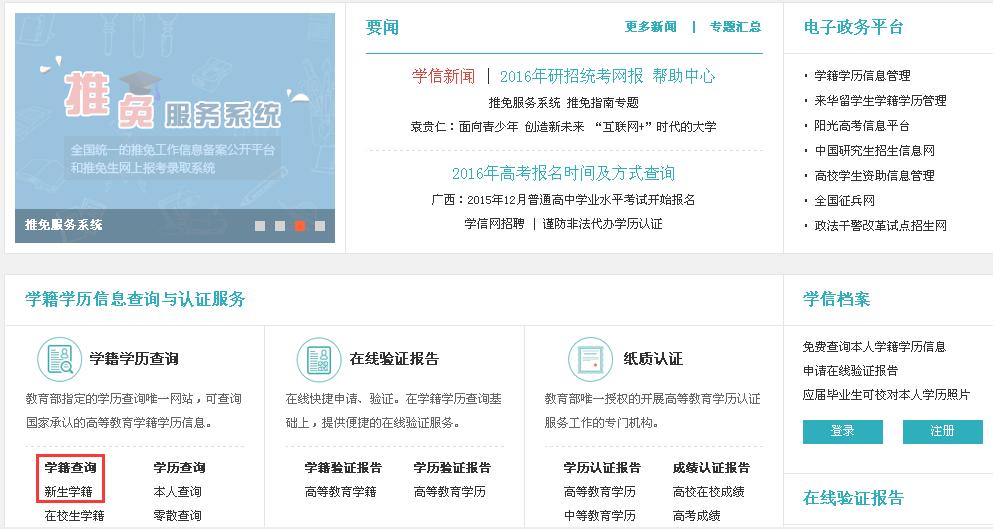 推免服务系统
全国统一的推免工作信息备案公开平台
和推免生网上报考录取系统
推免服务系统
要闻
更多新闻 | 专题汇总
学信新闻 | 2016年研招统考网报 帮助中心
推免服务系统 推免指南专题
袁贵仁：面向青少年 创造新未来 “互联网+”时代的大学
2016年高考报名时间及方式查询
广西：2015年12月普通高中学业水平考试开始报名
学信网招聘 | 谨防非法代办学历认证
电子政务平台
· 学籍学历信息管理
· 来华留学生学籍学历管理
· 阳光高考信息平台
· 中国研究生招生信息网
· 高校学生资助信息管理
· 全国征兵网
· 政法干警改革试点招生网
学籍学历信息查询与认证服务
学籍学历查询
教育部指定的学历查询唯一网站，可查询
国家承认的高等教育学籍学历信息。
学籍查询 学历查询
新生学籍 本人查询
在校生学籍 零散查询
在线验证报告
在线快捷申请、验证。在学籍学历查询基
础上，提供便捷的在线验证服务。
学籍验证报告 学历验证报告
高等教育学籍 高等教育学历
纸质认证
教育部唯一授权的开展高等教育学历认证
服务工作的专门机构。
学历认证报告 成绩认证报告
高等教育学历 高校在校成绩
中等教育学历 高考成绩
学信档案
免费查询本人学籍学历信息
申请在线验证报告
应届毕业生可校对本人学历照片
登录 注册
在线验证报告